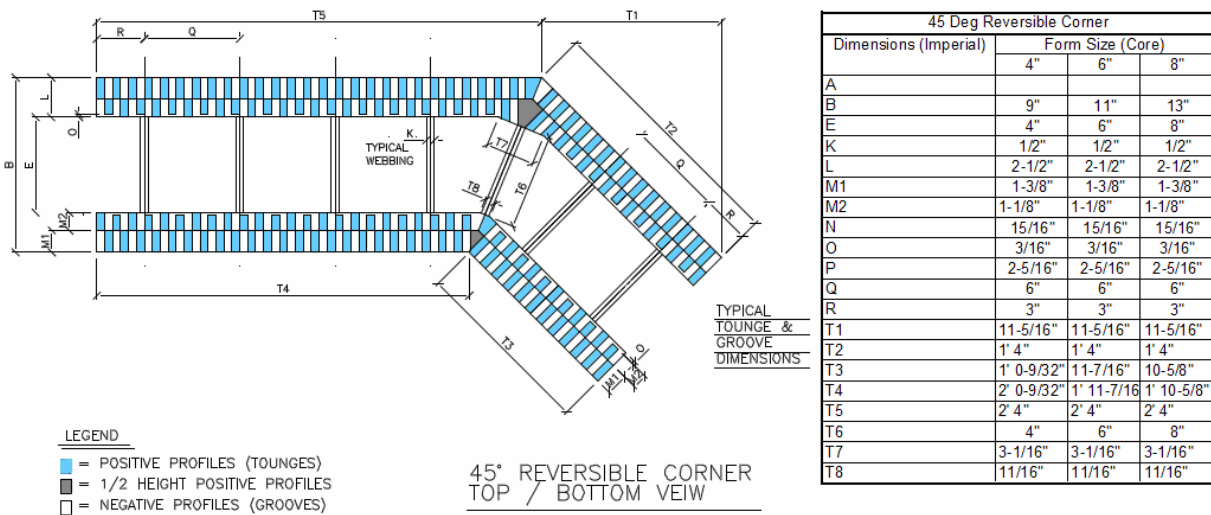 T5
T1
R
Q
L
O
B
E
K
TYPICAL
WEBBING
T7
T8
T6
T2
Q
R
M2
M1
T4
T3
O
M1
M2
TYPICAL
TOUNGE &
GROOVE
DIMENSIONS
LEGEND
= POSITIVE PROFILES (TOUNGES)
= 1/2 HEIGHT POSITIVE PROFILES
= NEGATIVE PROFILES (GROOVES)
45° REVERSIBLE CORNER
TOP / BOTTOM VEIW
45 Deg Reversible Corner
Dimensions (Imperial) Form Size (Core)
4" 6" 8"
A
B 9" 11" 13"
E 4" 6" 8"
K 1/2" 1/2" 1/2"
L 2-1/2" 2-1/2" 2-1/2"
M1 1-3/8" 1-3/8" 1-3/8"
M2 1-1/8" 1-1/8" 1-1/8"
N 15/16" 15/16" 15/16"
O 3/16" 3/16" 3/16"
P 2-5/16" 2-5/16" 2-5/16"
Q 6" 6" 6"
R 3" 3" 3"
T1 11-5/16" 11-5/16" 11-5/16"
T2 1' 4" 1' 4" 1' 4"
T3 1' 0-9/32" 11-7/16" 10-5/8"
T4 2' 0-9/32" 1' 11-7/16 1' 10-5/8"
T5 2' 4" 2' 4" 2' 4"
T6 4" 6" 8"
T7 3-1/16" 3-1/16" 3-1/16"
T8 11/16" 11/16" 11/16"